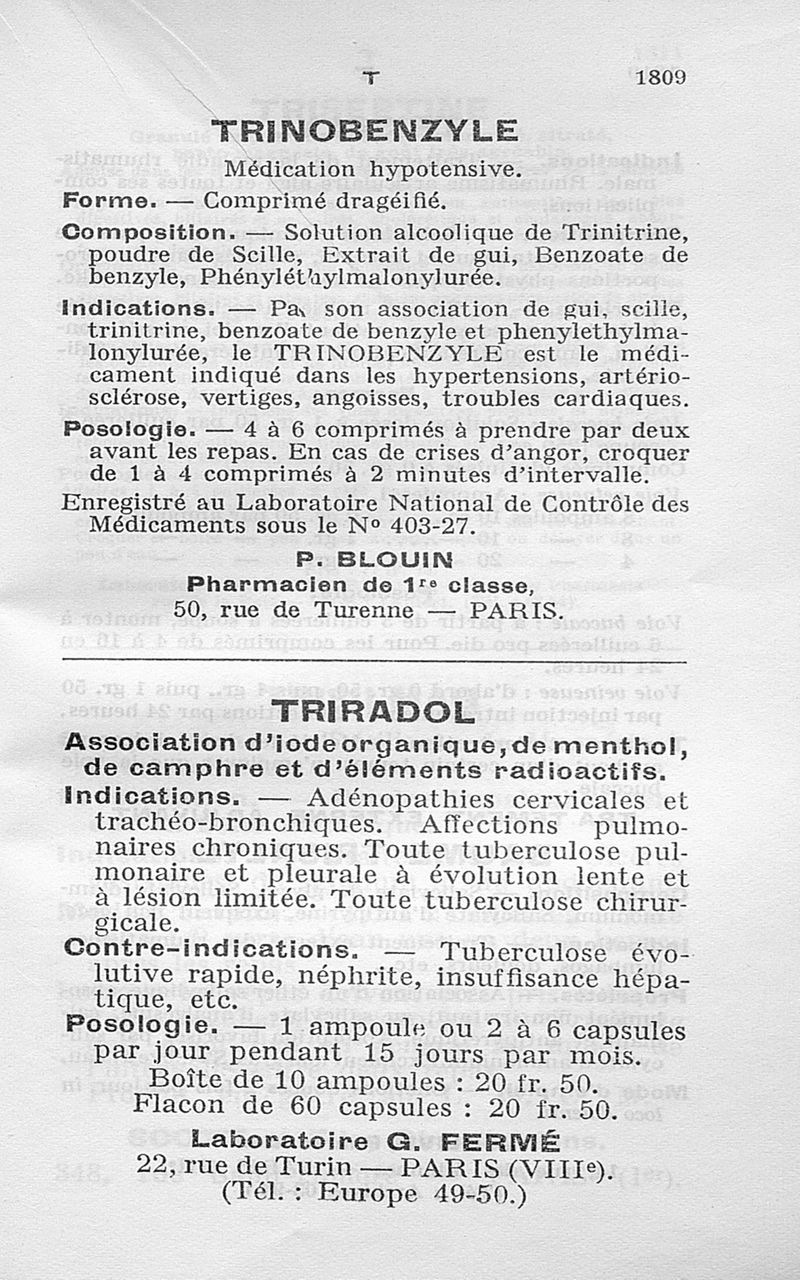 T 1809
TRINOBENZYLE
Médication hypotensive.
Forme. — Comprimé dragéifié.
Composition. — Solution alcoolique de Trinitrine,
poudre de Scille, Extrait de gui, Benzoate de
benzyle, Phényléthylmalonylurée.
Indications. — Par son association de gui, scille,
trinitrine, benzoate de benzyle et phenylethylma-
lonylurée, le TRINOBENZYLE est le médi-
cament indiqué dans les hypertensions, artério-
sclérose, vertiges, angoisses, troubles cardiaques.
Posologie. — 4 à 6 comprimés à prendre par deux
avant les repas. En cas de crises d'angor, croquer
de 1 à 4 comprimés à 2 minutes d'intervalle.
Enregistré au Laboratoire National de Contrôle des
Médicaments sous le Nº 403-27.
P. BLOUIN
Pharmacien de 1re classe,
50, rue de Turenne — PARIS.
TRIRADOL
Association d'iode organique, de menthol,
de camphre et d'éléments radioactifs.
Indications. — Adénopathies cervicales et
trachéo-bronchiques. Affections pulmo-
naires chroniques. Toute tuberculose pul-
monaire et pleurale à évolution lente et
à lésion limitée. Toute tuberculose chirur-
gicale.
Contre-indications. — Tuberculose évo-
lutive rapide, néphrite, insuffisance hépa-
tique, etc.
Posologie. — 1 ampoule ou 2 à 6 capsules
par jour pendant 15 jours par mois.
Boîte de 10 ampoules : 20 fr. 50.
Flacon de 60 capsules : 20 fr. 50.
Laboratoire G. FERMÉ
22, rue de Turin — PARIS (VIIIe).
(Tél. : Europe 49-50.)